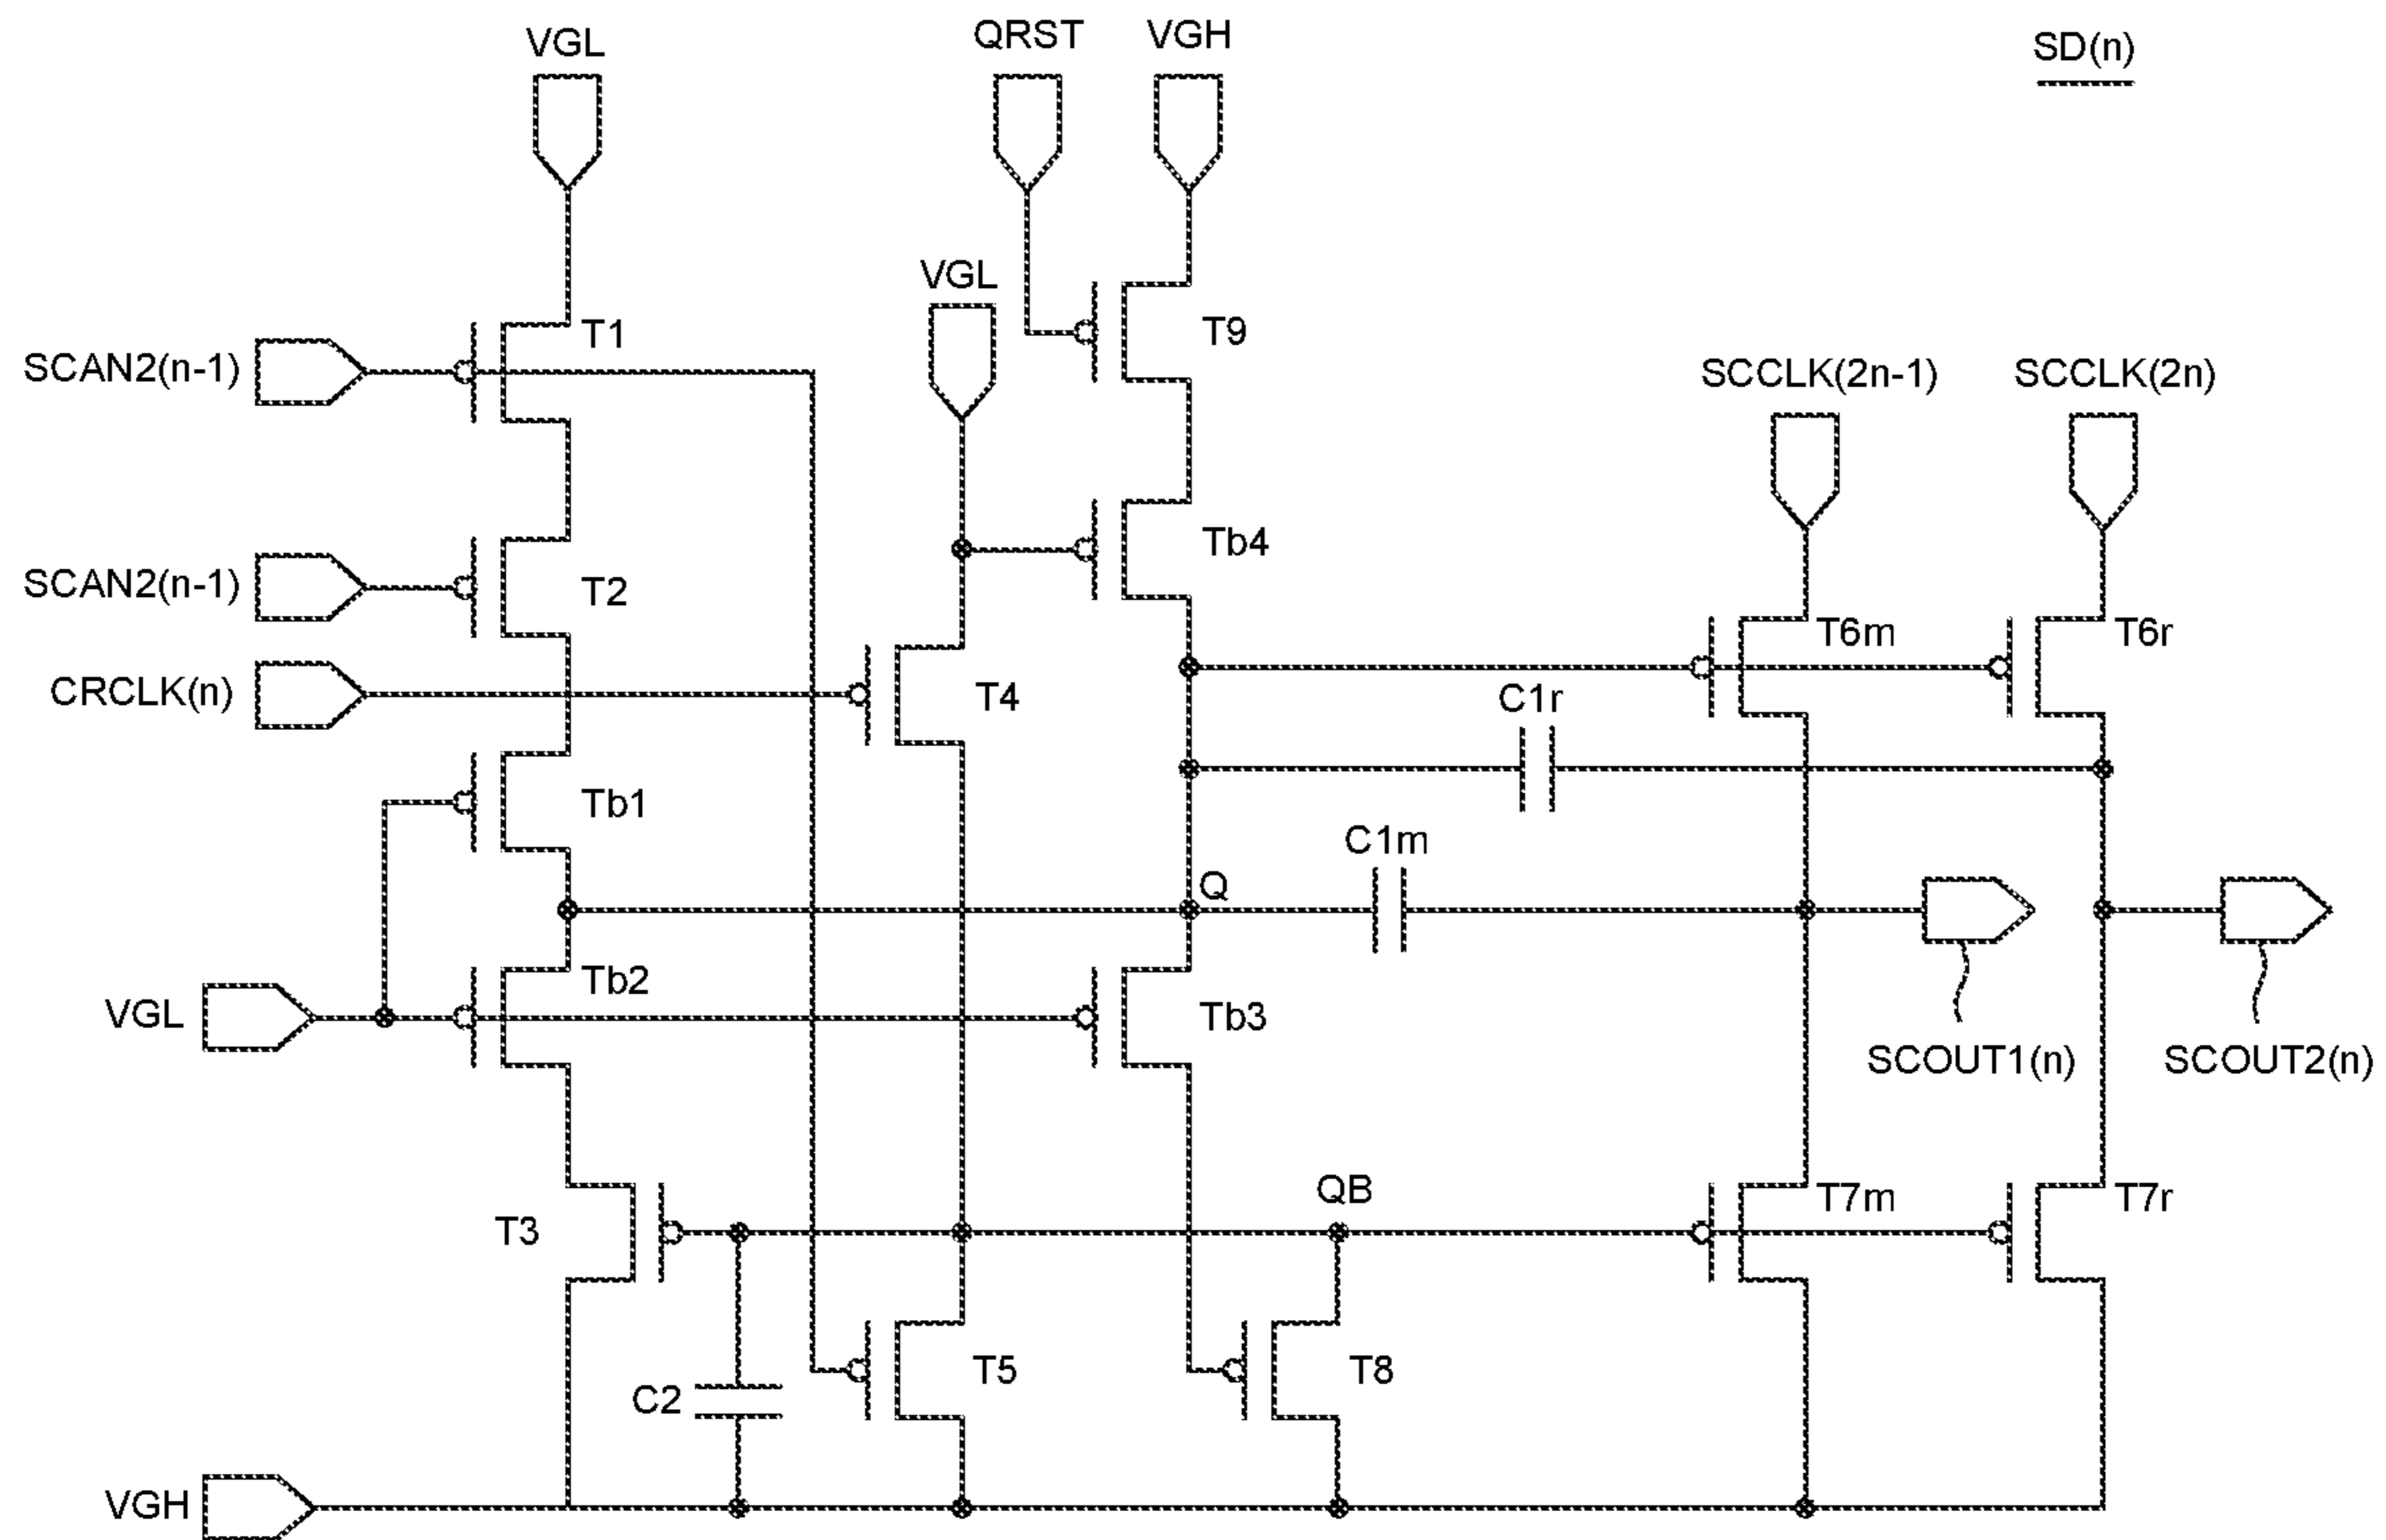 VGL
QRST
VGH
SD(n)
VGL
T1
T9
SCAN2(n-1)
SCCLK(2n-1)
SCCLK(2n)
Tb4
SCAN2(n-1)
T2
T6m
T6r
CRCLK(n)
T4
C1r
Tb1
C1m
Q
Tb2
VGL
Tb3
SCOUT1(n)
SCOUT2(n)
QB
T7m
T7r
T3
T5
T8
C2
VGH